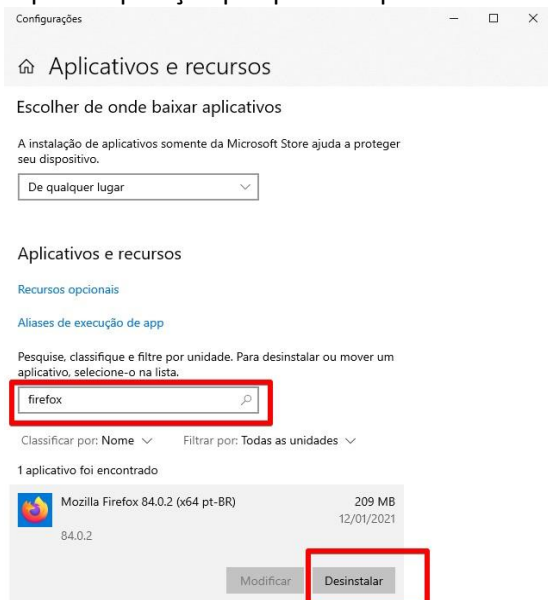 Configurações
Aplicativos e recursos
Escolher de onde baixar aplicativos
A instalação de aplicativos somente da Microsoft Store ajuda a proteger
seu dispositivo.
De qualquer lugar
Aplicativos e recursos
Recursos opcionais
Aliases de execução de app
Pesquise, classifique e filtre por unidade. Para desinstalar ou mover um
aplicativo, selecione-o na lista.
firefox
Classificar por: Nome Filtrar por: Todas as unidades
1 aplicativo foi encontrado
Mozilla Firefox 84.0.2 (x64 pt-BR) 209 MB
12/01/2021
84.0.2
Modificar Desinstalar